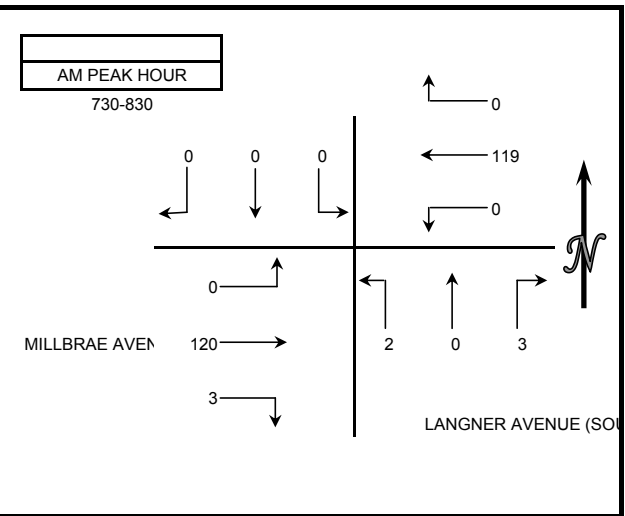 AM PEAK HOUR
730-830
0
0 0 0
119
0
N
0
MILLBRAE AVEN 120
2 0 3
3
LANGNER AVENUE (SOU